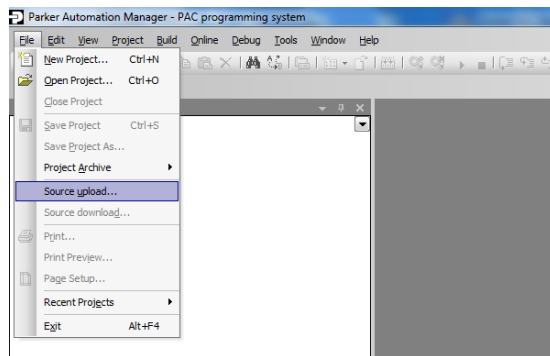 Parker Automation Manager - PAC programming system
File Edit View Project Build Online Debug Tools Window Help
New Project... Ctrl+N
Open Project... Ctrl+O
Close Project
Save Project Ctrl+S
Save Project As...
Project Archive
Source upload...
Source download...
Print...
Print Preview...
Page Setup...
Recent Projects
Exit Alt+F4